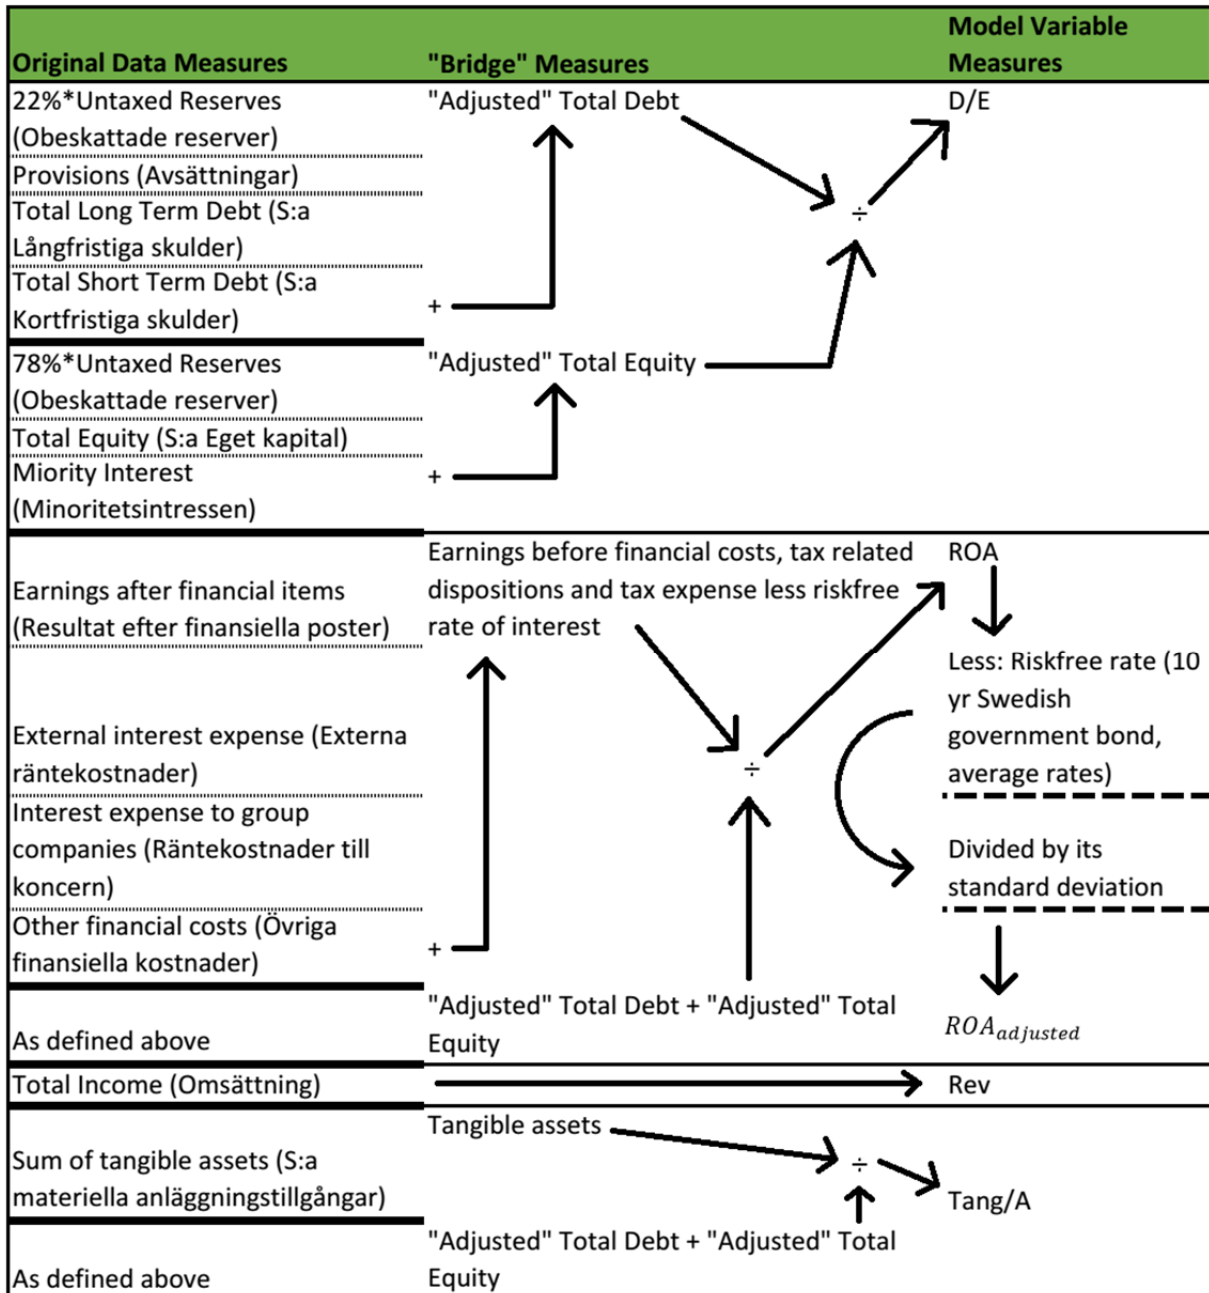 Original Data Measures
"Bridge" Measures
Model Variable
Measures
22%*Untaxed Reserves
(Obeskattade reserver)
Provisions (Avsättningar)
Total Long Term Debt (S:a
Långfristiga skulder)
Total Short Term Debt (S:a
Kortfristiga skulder)
+
"Adjusted" Total Debt
÷
D/E
78%*Untaxed Reserves
(Obeskattade reserver)
Total Equity (S:a Eget kapital)
Miority Interest
(Minoritetsintressen)
+
"Adjusted" Total Equity
Earnings after financial items
(Resultat efter finansiella poster)
External interest expense (Externa
räntekostnader)
Interest expense to group
companies (Räntekostnader till
koncern)
Other financial costs (Övriga
finansiella kostnader)
+
Earnings before financial costs, tax related
dispositions and tax expense less riskfree
rate of interest
÷
ROA
Less: Riskfree rate (10
yr Swedish
government bond,
average rates)
Divided by its
standard deviation
ROA adjusted
As defined above
"Adjusted" Total Debt + "Adjusted" Total
Equity
Total Income (Omsättning)
Rev
Sum of tangible assets (S:a
materiella anläggningstillgångar)
Tangible assets
÷
Tang/A
As defined above
"Adjusted" Total Debt + "Adjusted" Total
Equity